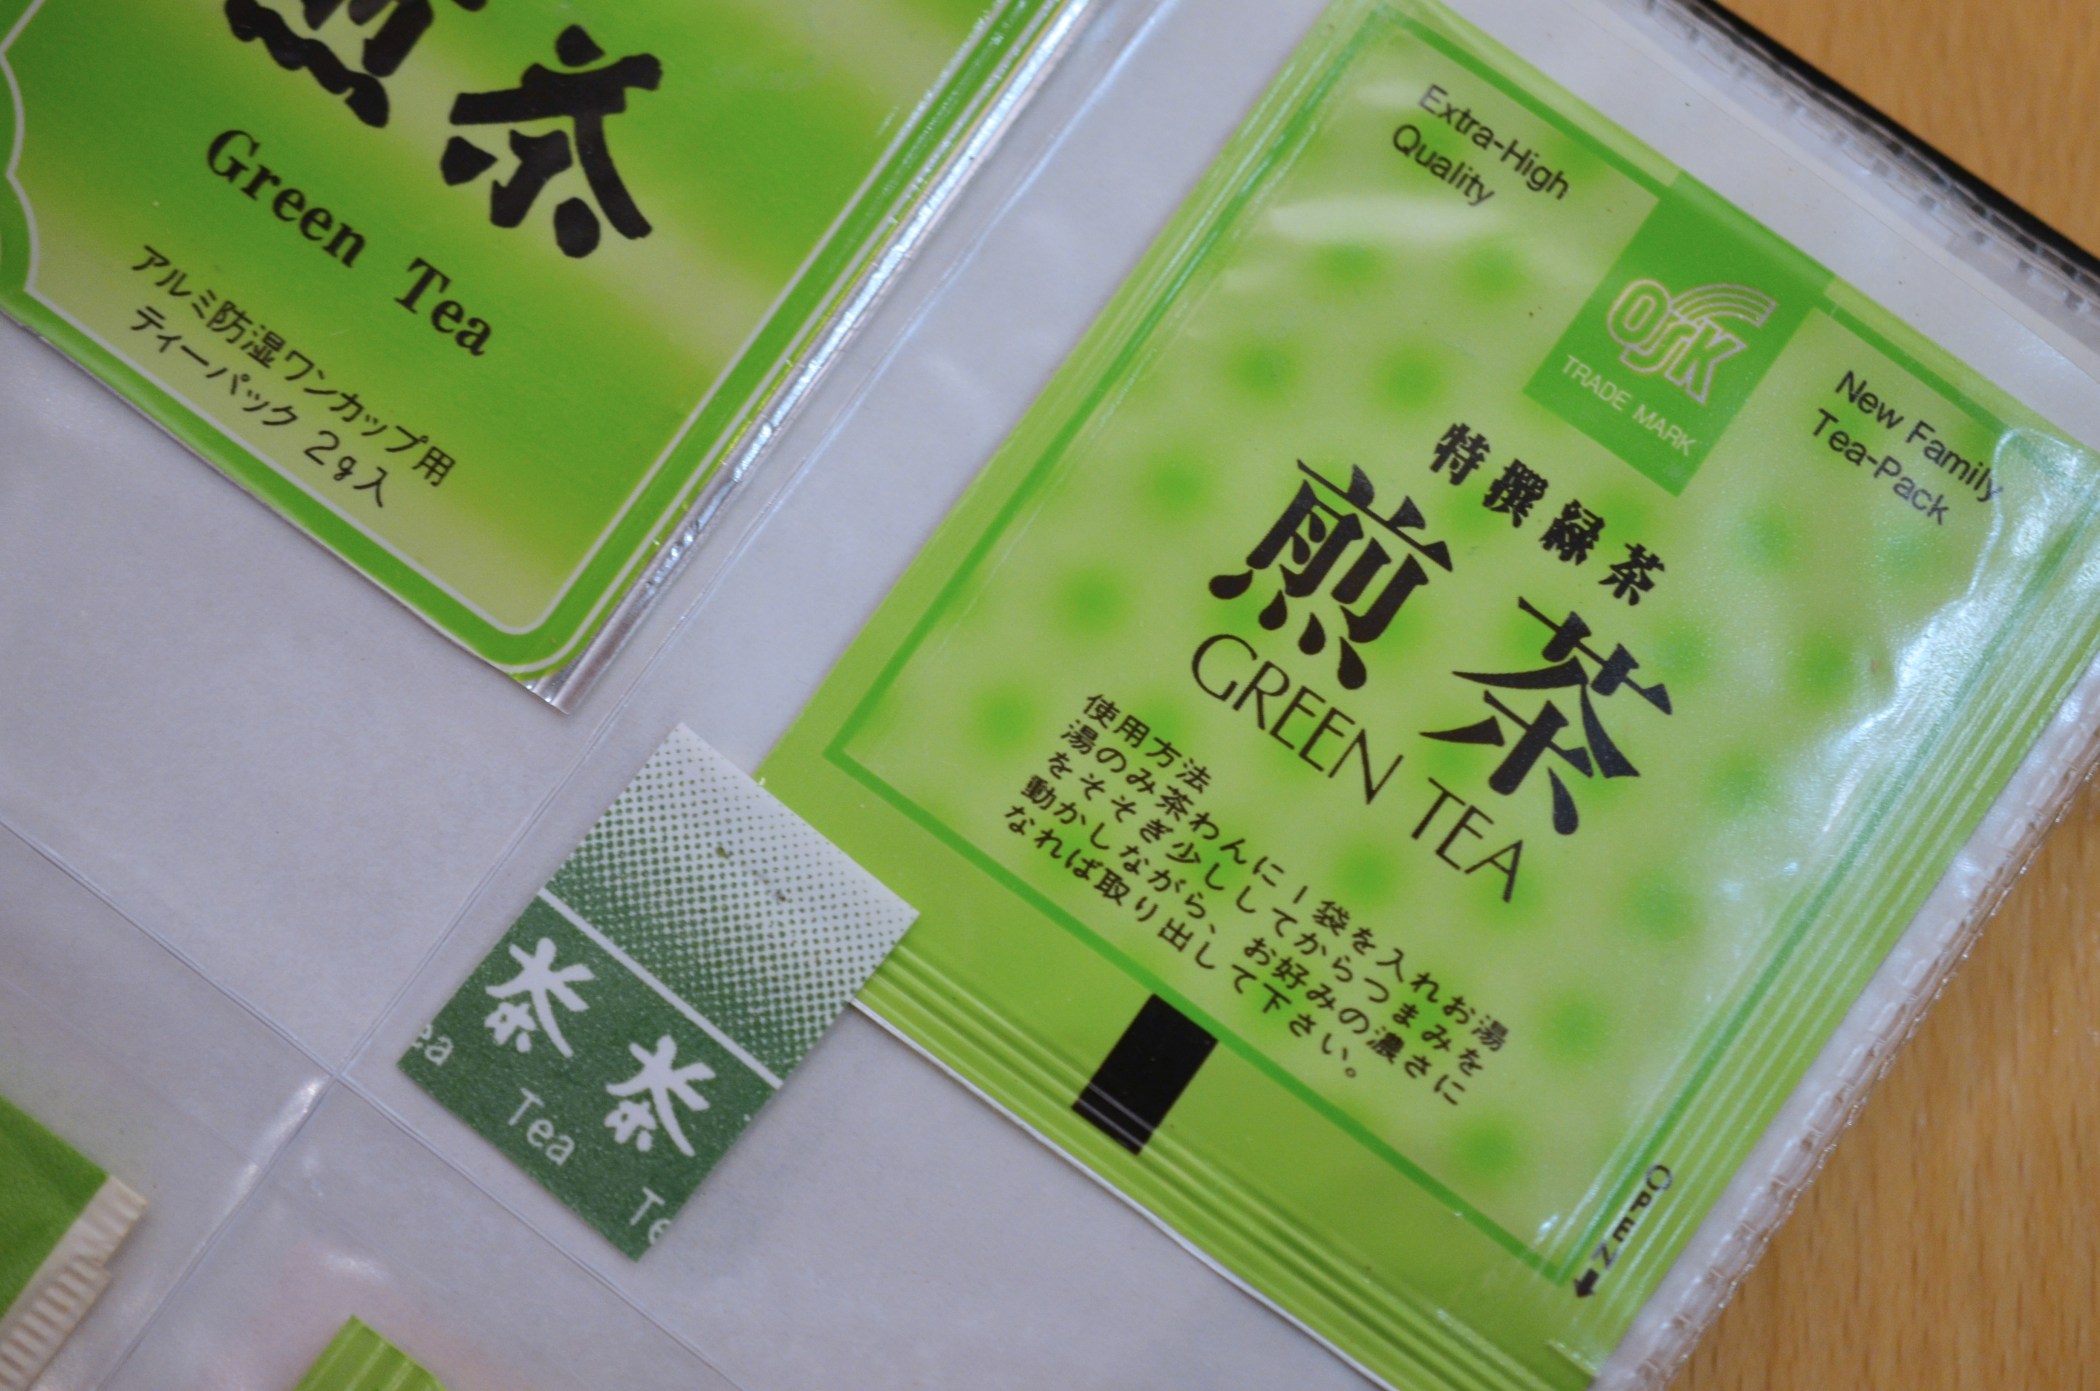 煎茶
Green Tea
アルミ防湿ワンカップ用
ティーパック 2g入
Extra-High
Quality
OSK
TRADE MARK
New Family
Tea-Pack
特撰緑茶
煎茶
GREEN TEA
使用方法
湯のみ茶わんに1袋を入れお湯
をそそぎ少ししてからつまみを
動かしながら、お好みの濃さに
なれば取り出して下さい。
OPEN
茶 茶
ea Tea Te